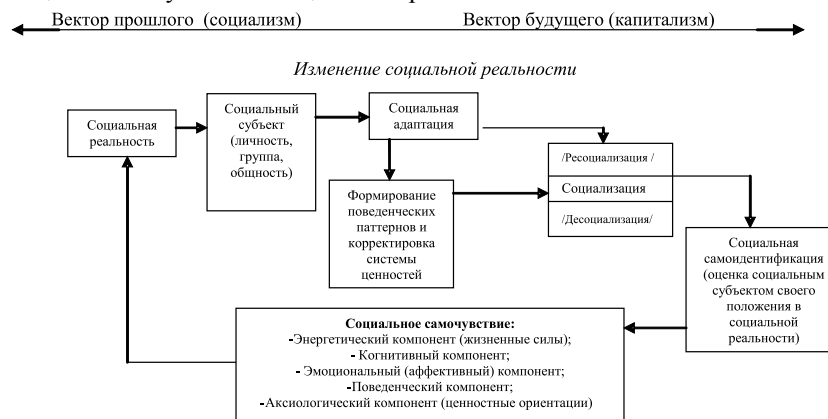 Вектор прошлого (социализм) Вектор будущего (капитализм)
Изменение социальной реальности
Социальная
реальность
Социальный
субъект
(личность,
группа,
общность)
Социальная
адаптация
Формирование
поведенческих
паттернов и
корректировка
системы
ценностей
/Ресоциализация /
Социализация
/Десоциализация/
Социальная
самоидентификация
(оценка социальным
субъектом своего
положения в
социальной
реальности)
Социальное самочувствие:
-Энергетический компонент (жизненные силы);
- Когнитивный компонент;
- Эмоциональный (аффективный) компонент;
-Поведенческий компонент;
-Аксиологический компонент (ценностные ориентации)